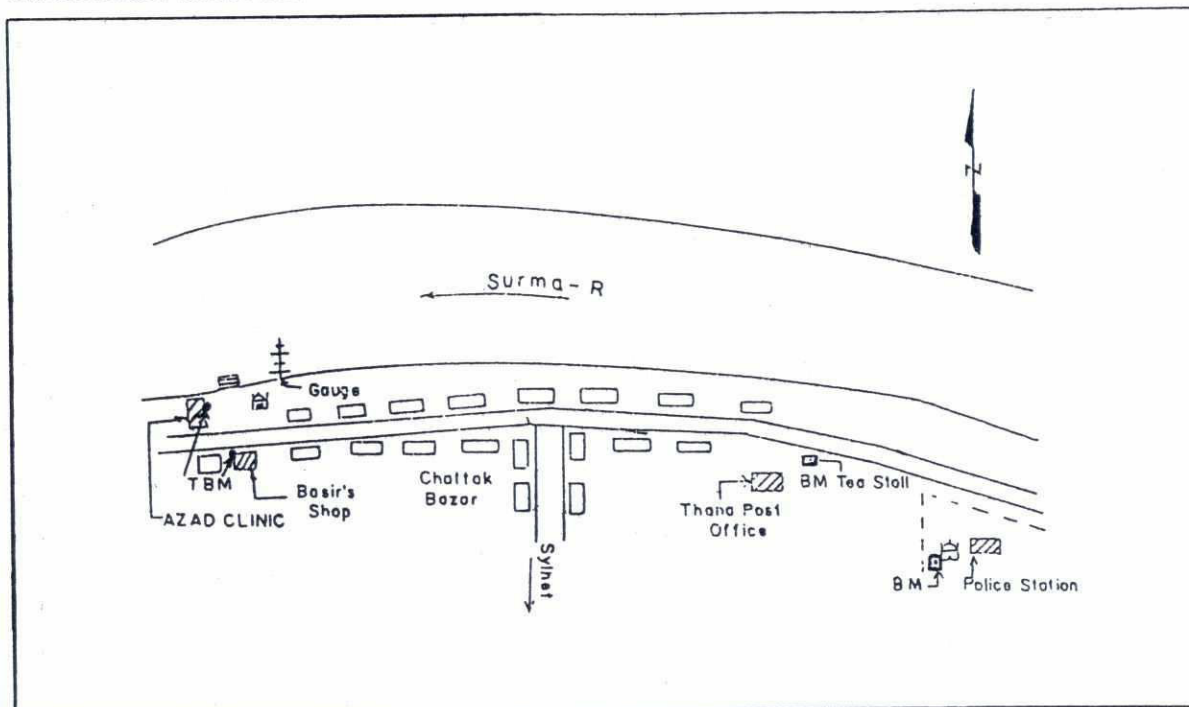 N
Surma-R
Gauge
TBM
AZAD CLINIC
Basir's
Shop
Chattak
Bazar
Sylhet
Thana Post
Office
BM Tea Stall
BM
Police Station